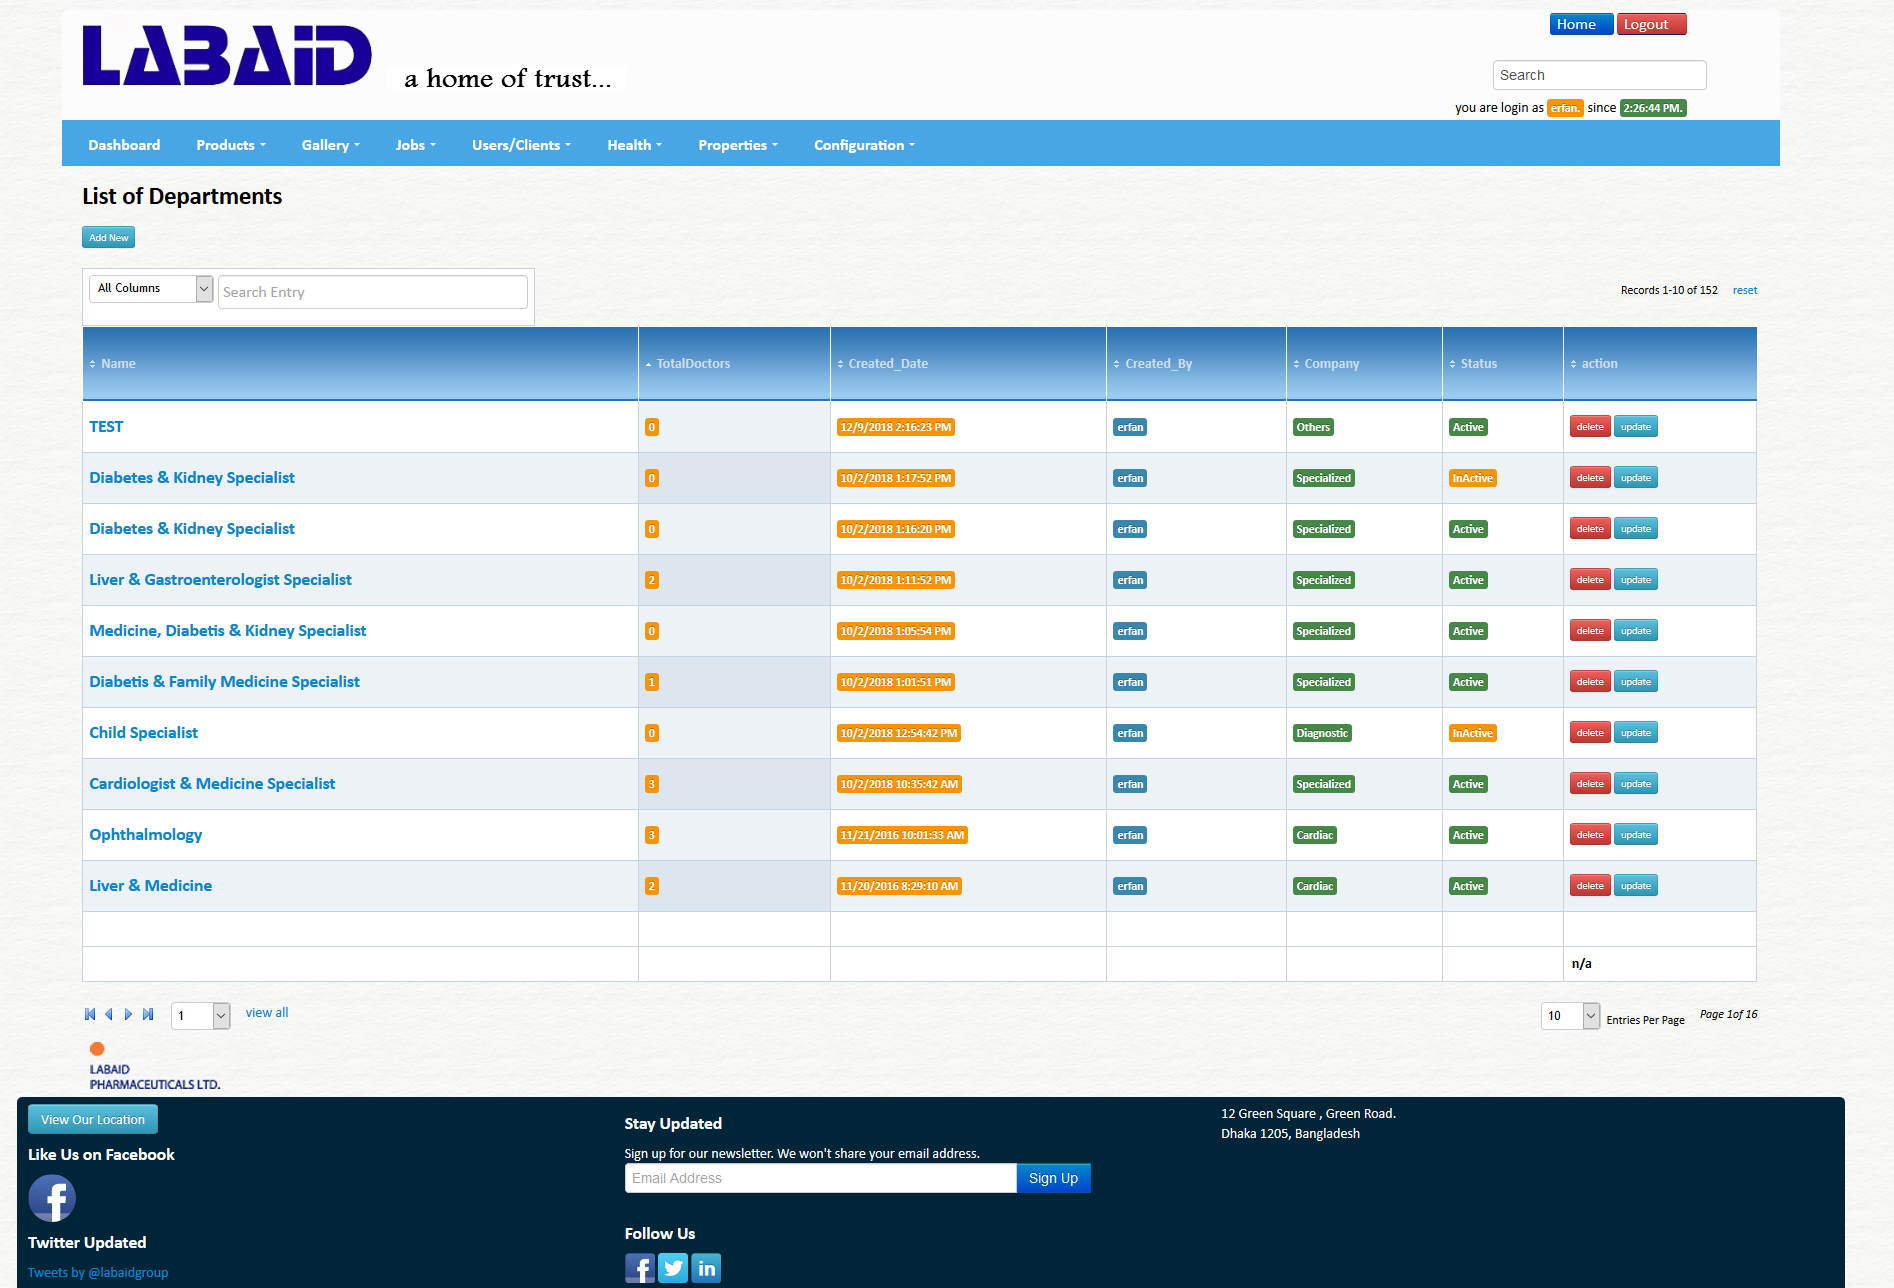 LABAID
a home of trust...
Home Logout
Search
you are login as erfan. since 2:26:44 PM.
Dashboard Products Gallery Jobs Users/Clients Health Properties Configuration
List of Departments
Add New
All Columns Search Entry Records 1-10 of 152 reset
Name TotalDoctors Created_Date Created_By Company Status action
TEST 0 12/9/2018 2:16:23 PM erfan Others Active delete update
Diabetes & Kidney Specialist 0 10/2/2018 1:17:52 PM erfan Specialized InActive delete update
Diabetes & Kidney Specialist 0 10/2/2018 1:16:20 PM erfan Specialized Active delete update
Liver & Gastroenterologist Specialist 2 10/2/2018 1:11:52 PM erfan Specialized Active delete update
Medicine, Diabetis & Kidney Specialist 0 10/2/2018 1:05:54 PM erfan Specialized Active delete update
Diabetis & Family Medicine Specialist 1 10/2/2018 1:01:51 PM erfan Specialized Active delete update
Child Specialist 0 10/2/2018 12:54:42 PM erfan Diagnostic InActive delete update
Cardiologist & Medicine Specialist 3 10/2/2018 10:35:42 AM erfan Specialized Active delete update
Ophthalmology 3 11/21/2016 10:01:33 AM erfan Cardiac Active delete update
Liver & Medicine 2 11/20/2016 8:29:10 AM erfan Cardiac Active delete update
n/a
1 view all 10 Entries Per Page Page 1of 16
LABAID
PHARMACEUTICALS LTD.
View Our Location
Like Us on Facebook
f
Twitter Updated
Tweets by @labaidgroup
Stay Updated
Sign up for our newsletter. We won't share your email address.
Email Address Sign Up
Follow Us
f in
12 Green Square , Green Road.
Dhaka 1205, Bangladesh